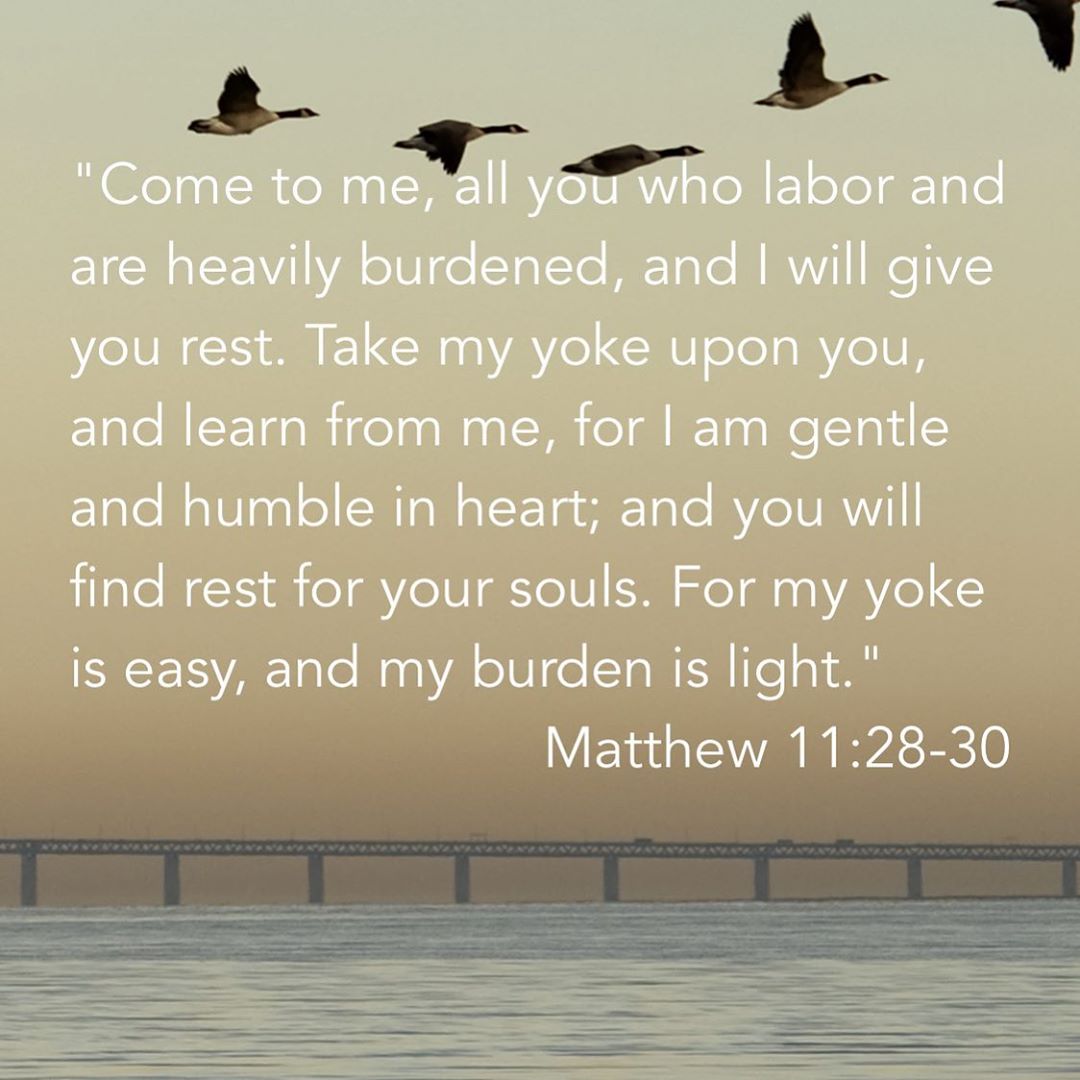 "Come to me, all you who labor and
are heavily burdened, and I will give
you rest. Take my yoke upon you,
and learn from me, for I am gentle
and humble in heart; and you will
find rest for your souls. For my yoke
is easy, and my burden is light."
Matthew 11:28-30